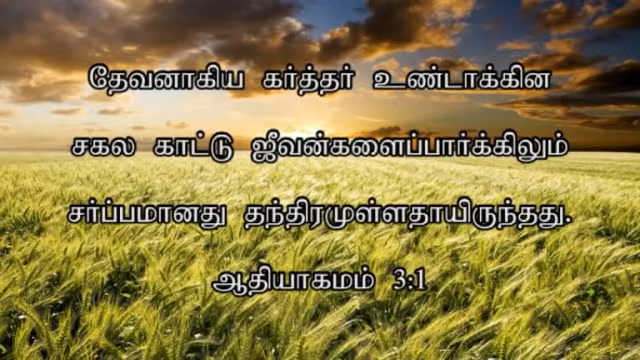 தேவனாகிய கர்த்தர் உண்டாக்கின
சகல காட்டு ஜீவன்களைப்பார்க்கிலும்
சர்ப்பமானது தந்திரமுள்ளதாயிருந்தது.
ஆதியாகமம் 3:1